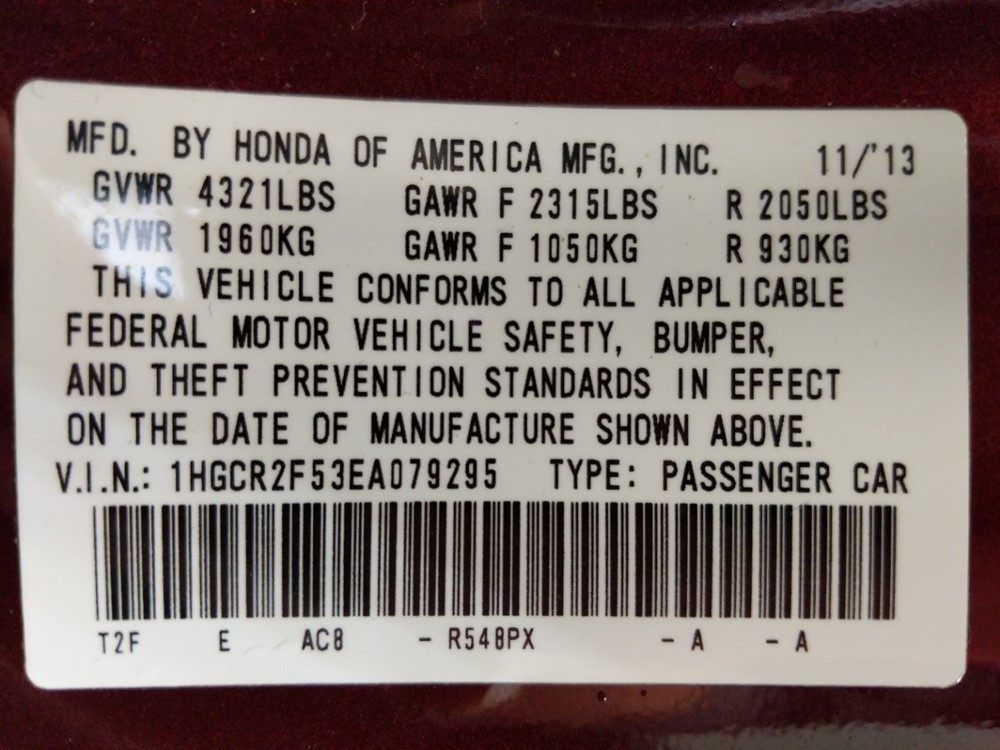 MFD. BY HONDA OF AMERICA MFG., INC. 11/'13
GVWR 4321LBS GAWR F 2315LBS R 2050LBS
GVWR 1960KG GAWR F 1050KG R 930KG
THIS VEHICLE CONFORMS TO ALL APPLICABLE
FEDERAL MOTOR VEHICLE SAFETY, BUMPER,
AND THEFT PREVENTION STANDARDS IN EFFECT
ON THE DATE OF MANUFACTURE SHOWN ABOVE.
V.I.N.: 1HGCR2F53EA079295 TYPE: PASSENGER CAR
T2F E AC8 - R548PX - A - A